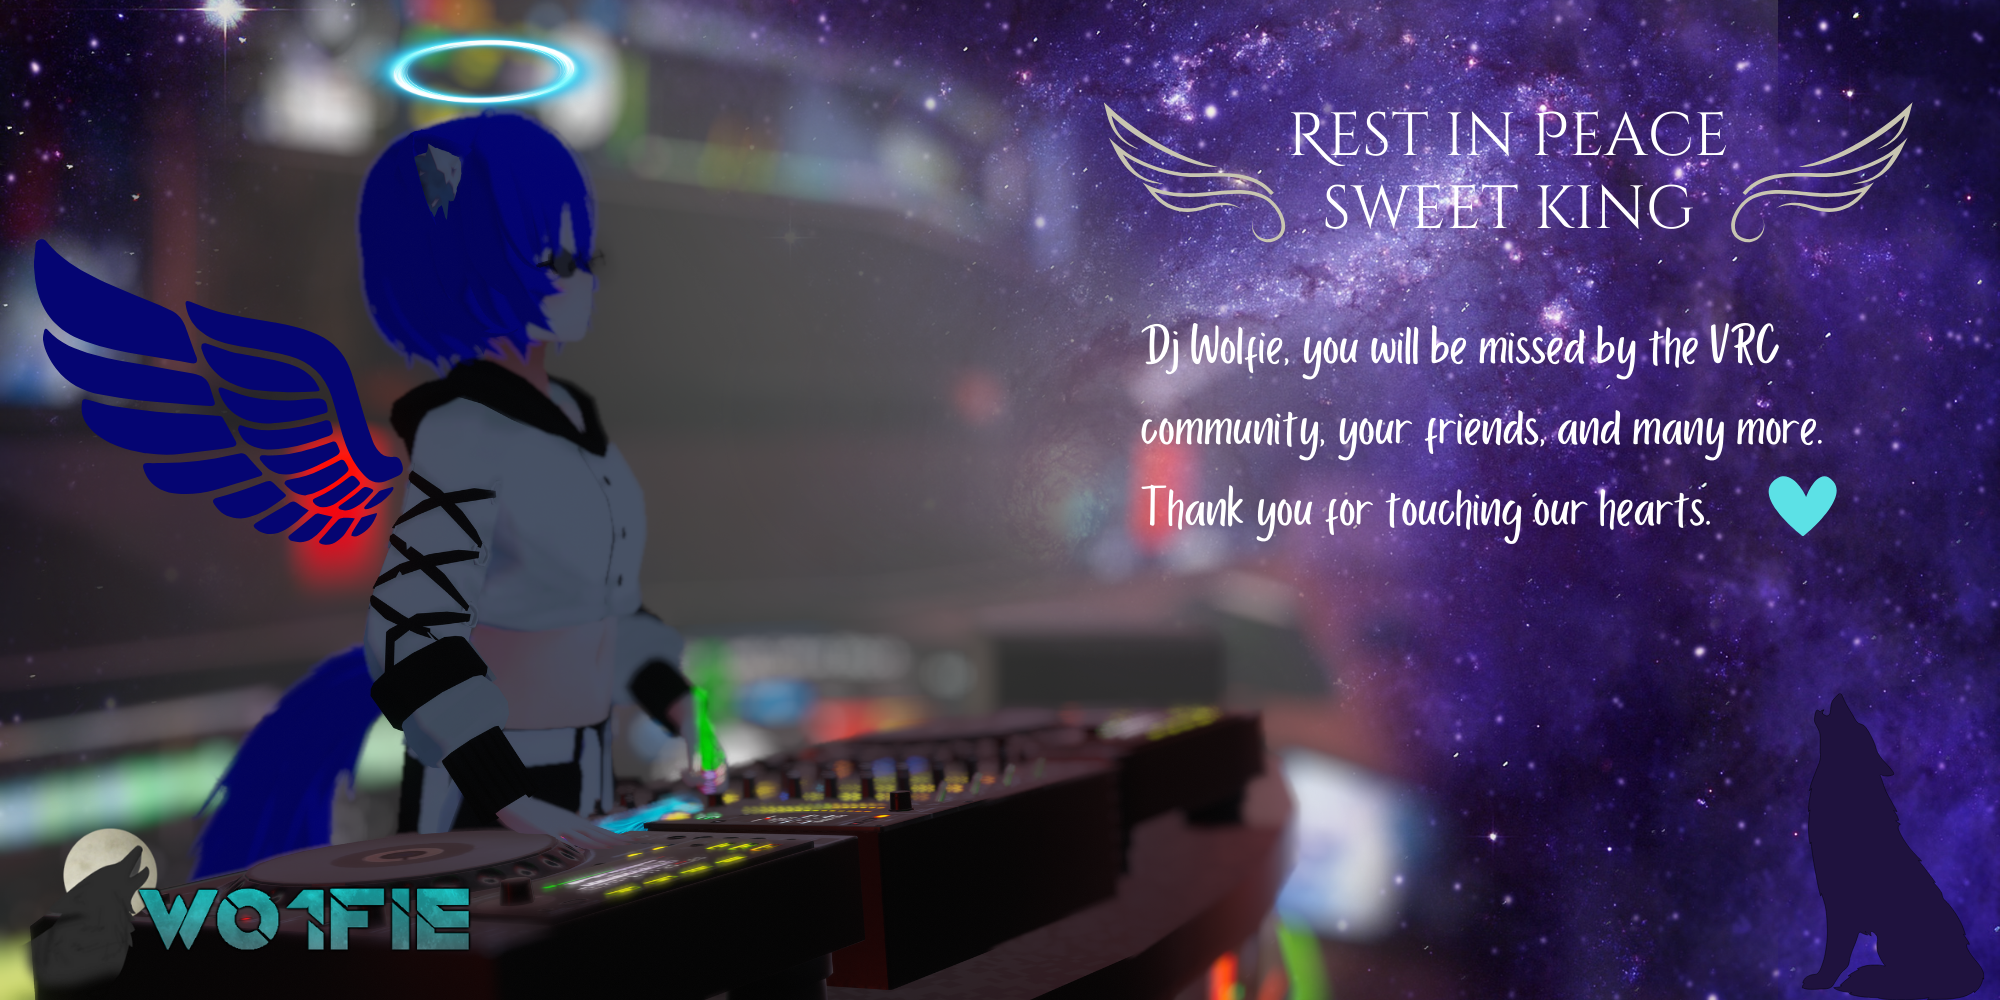 REST IN PEACE
SWEET KING
Dj Wolfie, you will be missed by the VRC
community, your friends, and many more.
Thank you for touching our hearts.
WO1FIE